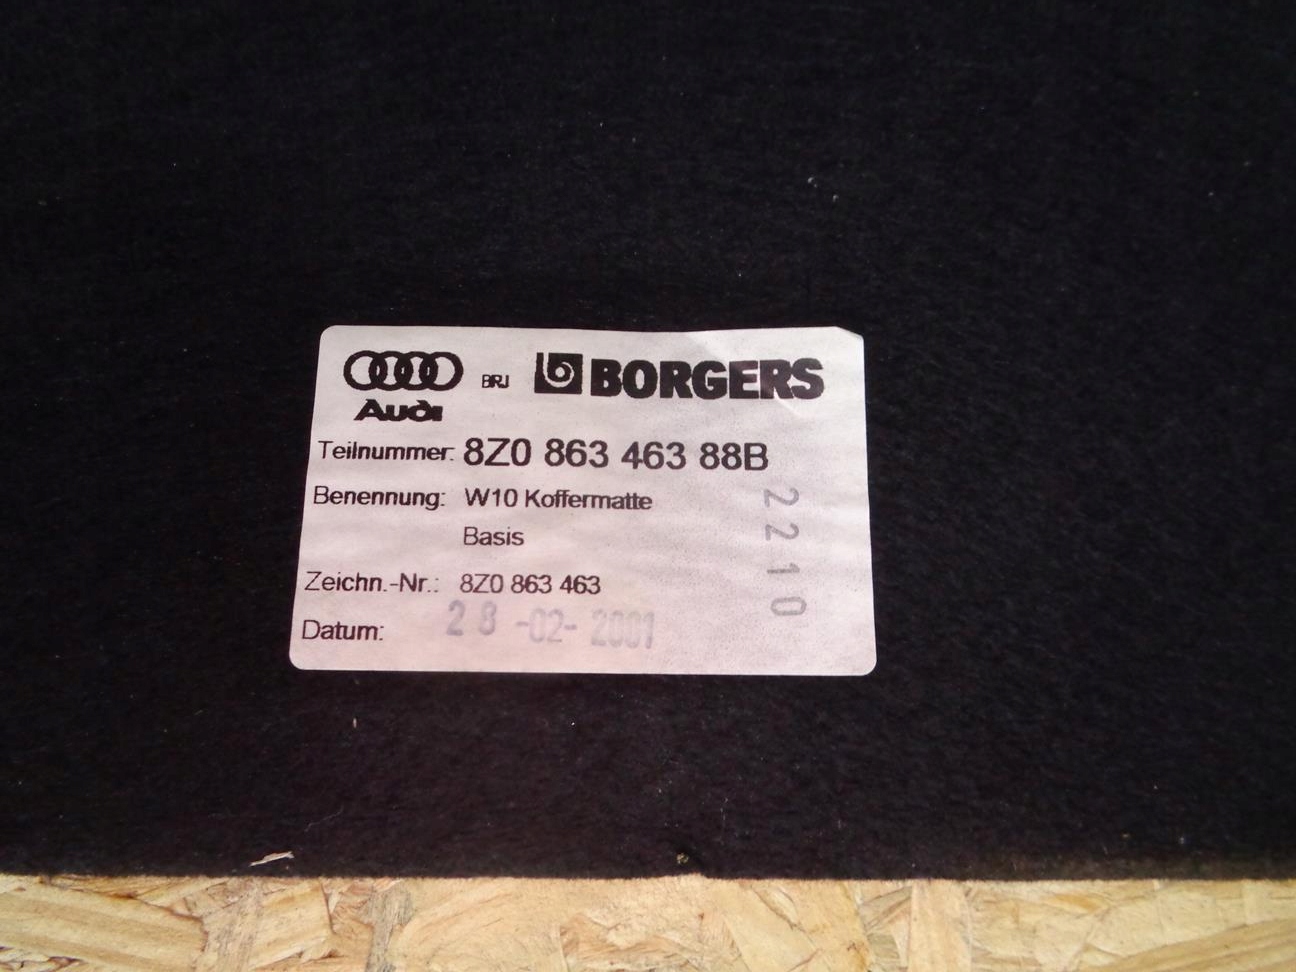 Audi BRJ BORGERS
Teilnummer: 8Z0 863 463 88B
Benennung: W10 Koffermatte
Basis
Zeichn.-Nr.: 8Z0 863 463
Datum: 28 -02- 2001
2210